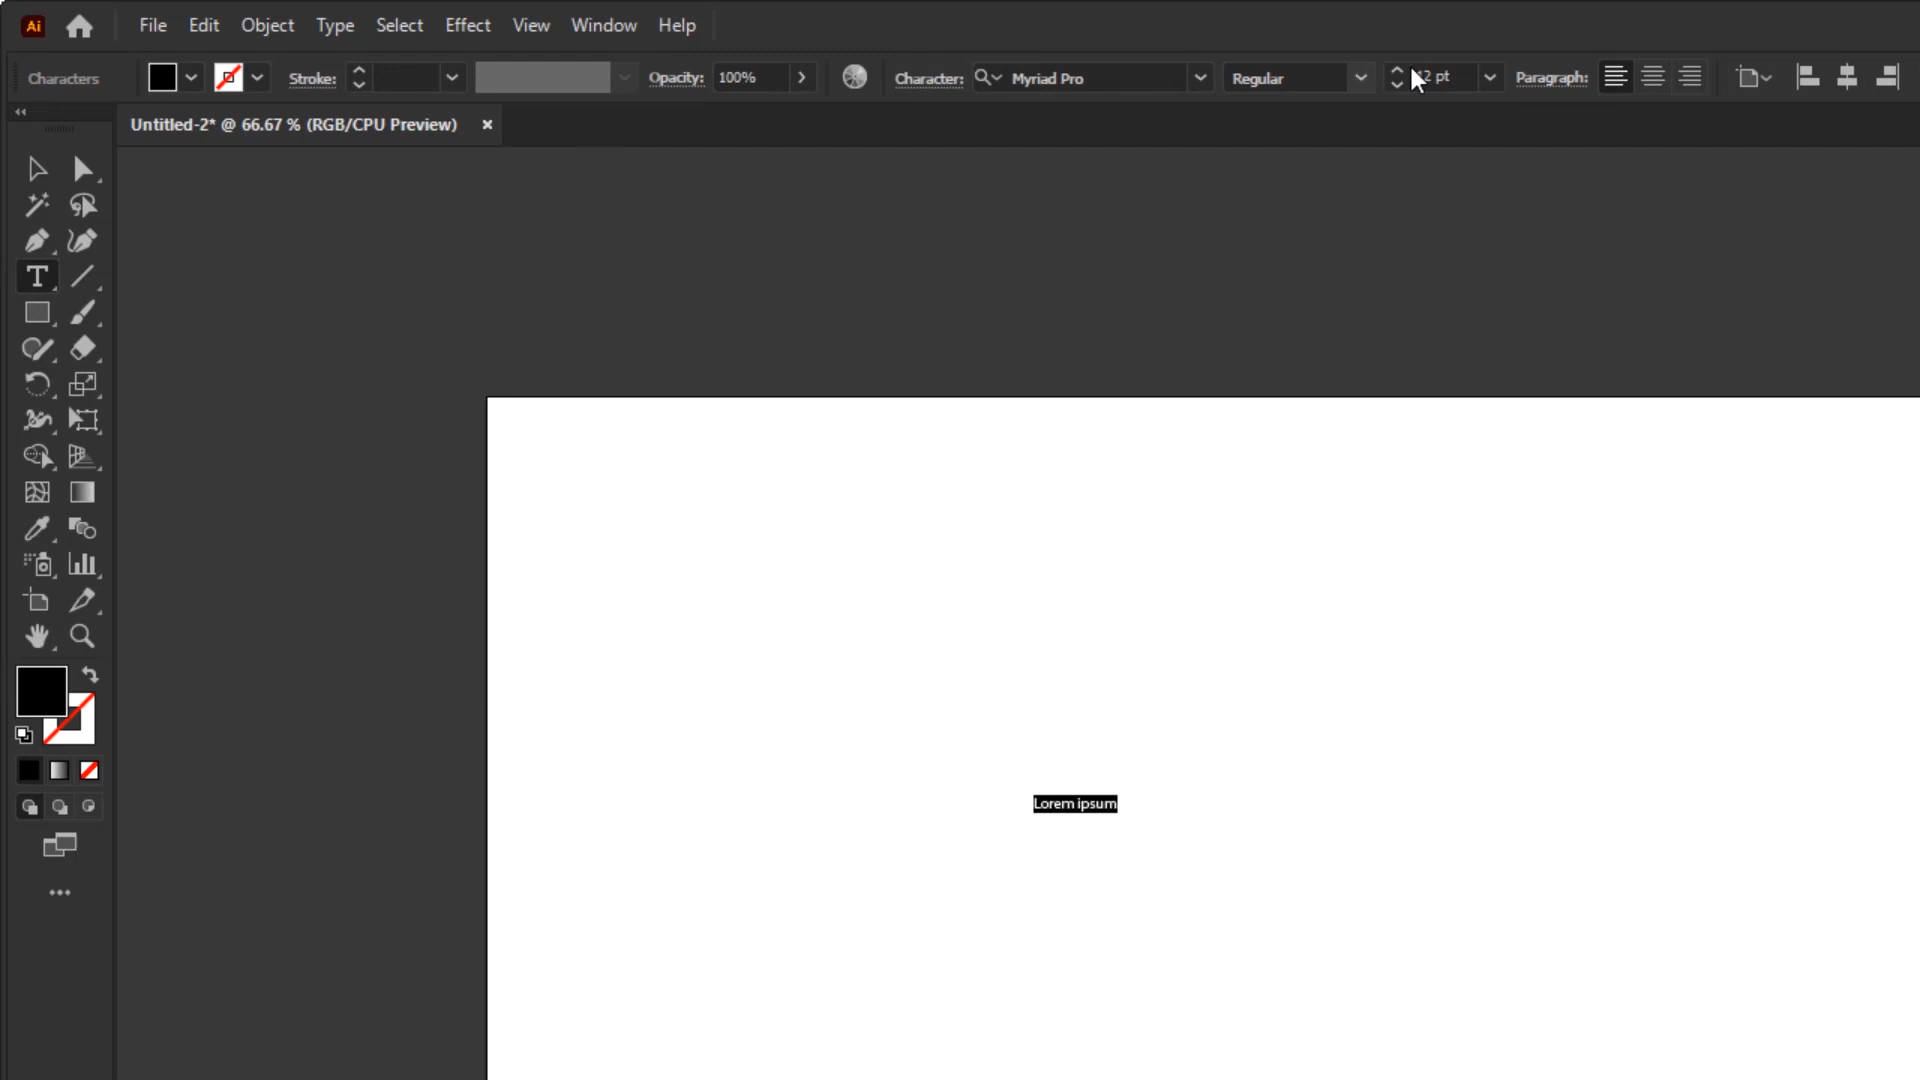 Ai File Edit Object Type Select Effect View Window Help
Characters Stroke: Opacity: 100% Character: Myriad Pro Regular pt Paragraph:
Untitled-2* @ 66.67 % (RGB/CPU Preview)
T
Lorem ipsum